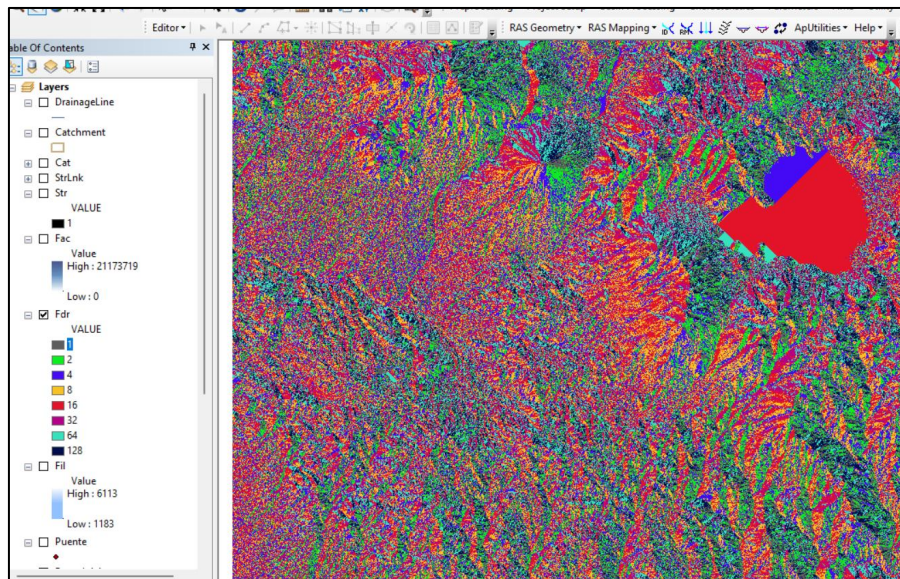 Editor
RAS Geometry RAS Mapping ApUtilities Help
able Of Contents
Layers
DrainageLine
Catchment
Cat
StrLnk
Str
VALUE
1
Fac
Value
High : 21173719
Low : 0
Fdr
VALUE
1
2
4
8
16
32
64
128
Fil
Value
High : 6113
Low : 1183
Puente